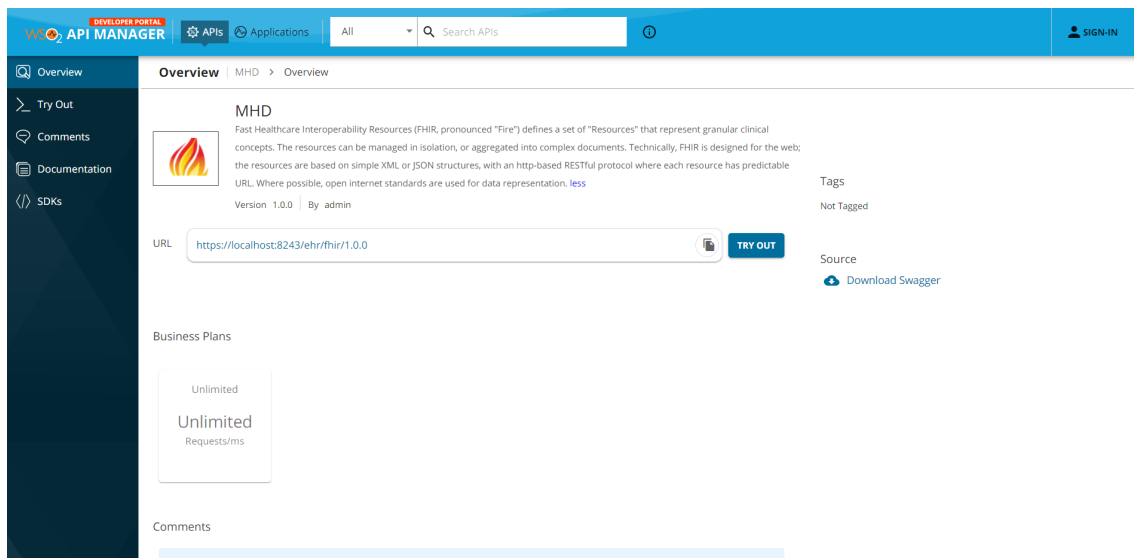 DEVELOPER PORTAL
WSO2 API MANAGER
APIs
Applications
All
Search APIs
SIGN-IN
Overview
Try Out
Comments
Documentation
SDKs
Overview MHD > Overview
MHD
Fast Healthcare Interoperability Resources (FHIR, pronounced "Fire") defines a set of "Resources" that represent granular clinical
concepts. The resources can be managed in isolation, or aggregated into complex documents. Technically, FHIR is designed for the web;
the resources are based on simple XML or JSON structures, with an http-based RESTful protocol where each resource has predictable
URL. Where possible, open internet standards are used for data representation. less
Version 1.0.0 By admin
URL
https://localhost:8243/ehr/fhir/1.0.0
TRY OUT
Tags
Not Tagged
Source
Download Swagger
Business Plans
Unlimited
Unlimited
Requests/ms
Comments